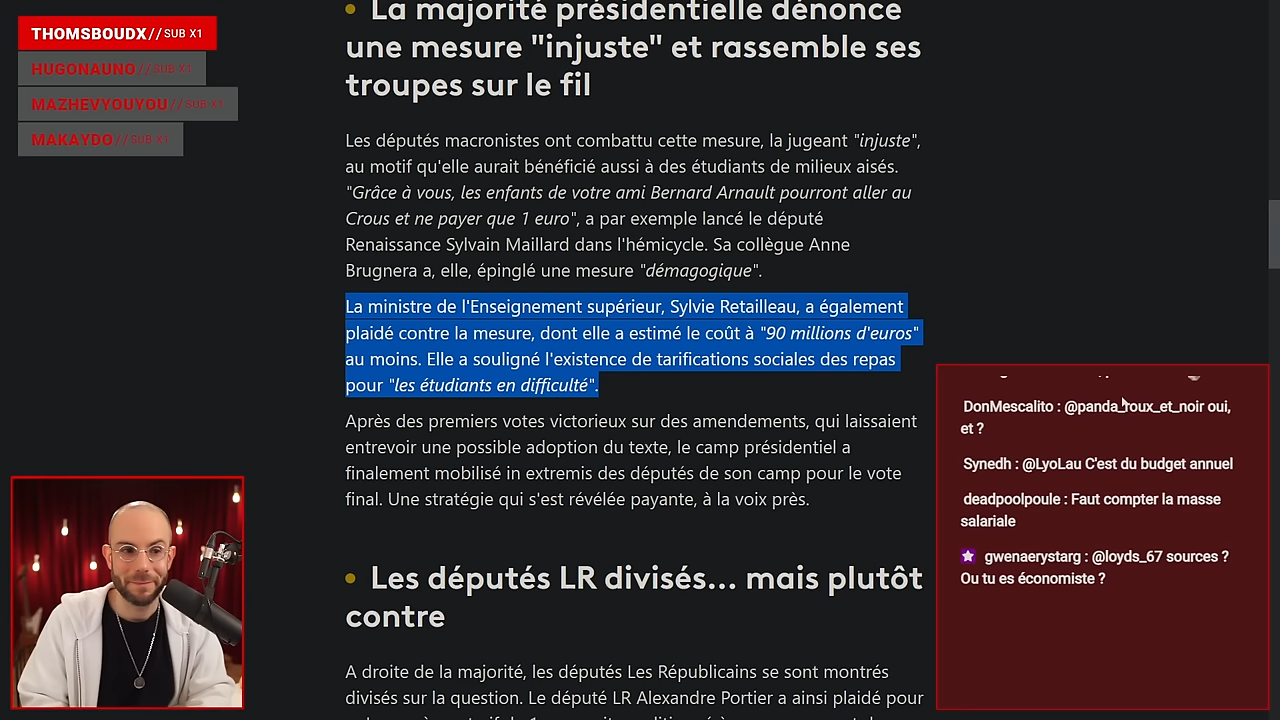 THOMSBOUDX//SUB X1
HUGONAUNO//SUB X1
MAZHEVYOUYOU//SUB X1
MAKAYDO//SUB X1
• La majorité présidentielle dénonce
une mesure "injuste" et rassemble ses
troupes sur le fil
Les députés macronistes ont combattu cette mesure, la jugeant "injuste",
au motif qu'elle aurait bénéficié aussi à des étudiants de milieux aisés.
"Grâce à vous, les enfants de votre ami Bernard Arnault pourront aller au
Crous et ne payer que 1 euro", a par exemple lancé le député
Renaissance Sylvain Maillard dans l'hémicycle. Sa collègue Anne
Brugnera a, elle, épinglé une mesure "démagogique".
La ministre de l'Enseignement supérieur, Sylvie Retailleau, a également
plaidé contre la mesure, dont elle a estimé le coût à "90 millions d'euros"
au moins. Elle a souligné l'existence de tarifications sociales des repas
pour "les étudiants en difficulté".
Après des premiers votes victorieux sur des amendements, qui laissaient
entrevoir une possible adoption du texte, le camp présidentiel a
finalement mobilisé in extremis des députés de son camp pour le vote
final. Une stratégie qui s'est révélée payante, à la voix près.
• Les députés LR divisés... mais plutôt
contre
A droite de la majorité, les députés Les Républicains se sont montrés
divisés sur la question. Le député LR Alexandre Portier a ainsi plaidé pour
DonMescalito : @panda_roux_et_noir oui,
et ?
Synedh : @LyoLau C'est du budget annuel
deadpoolpoule : Faut compter la masse
salariale
gwenaerystarg : @loyds_67 sources ?
Ou tu es économiste ?